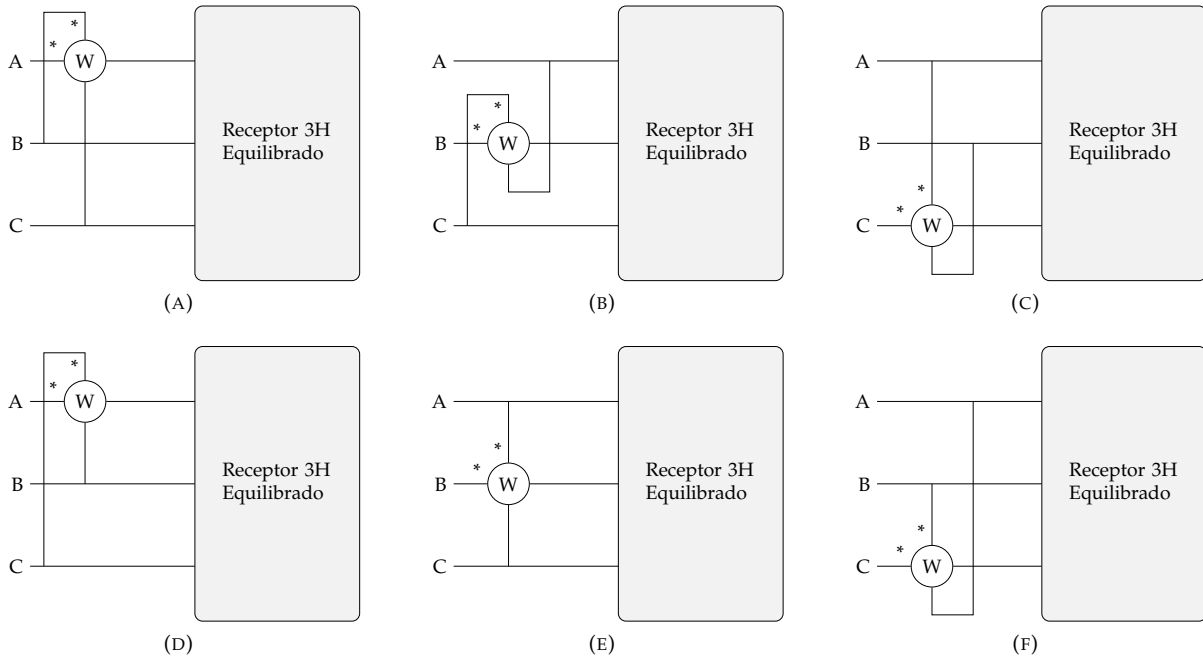 *
*
A
W
B
C
Receptor 3H
Equilibrado
(A)
A
*
*
B
W
C
Receptor 3H
Equilibrado
(B)
A
B
*
*
C
W
Receptor 3H
Equilibrado
(C)
*
*
A
W
B
C
Receptor 3H
Equilibrado
(D)
A
*
*
B
W
C
Receptor 3H
Equilibrado
(E)
A
B
*
*
C
W
Receptor 3H
Equilibrado
(F)